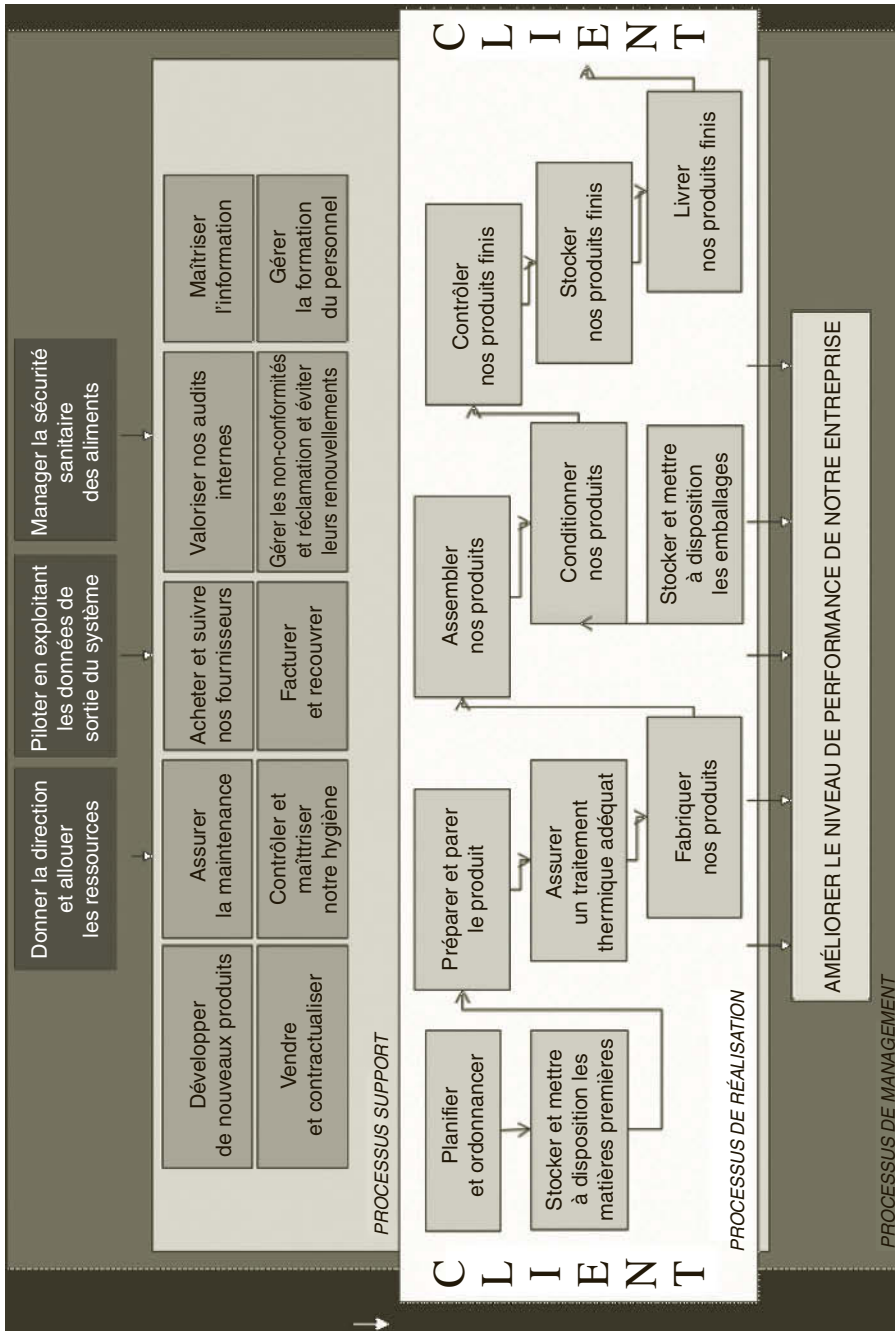 Donner la direction
et allouer
les ressources
Piloter en exploitant
les données de
sortie du système
Manager la sécurité
sanitaire
des aliments
Développer
de nouveaux produits
Assurer
la maintenance
Acheter et suivre
nos fournisseurs
Valoriser nos audits
internes
Maîtriser
l'information
Vendre
et contractualiser
Contrôler et
maîttriser
notre hygiène
Facturer
et recouvrer
Gérer les non-conformités
et réclamation et éviter
leurs renouvellements
Gérer
la formation
du personnel
PROCESSUS SUPPORT
C
L
I
E
N
T
Planifier
et ordonnancer
Stocker et mettre
à disposition les
matières premières
Préparer et parer
le produit
Assurer
un traitement
thermique adéquat
Fabriquer
nos produits
Assembler
nos produits
Conditionner
nos produits
Stocker et mettre
à disposition
les emballages
Contrôler
nos produits finis
Stocker
nos produits finis
Livrer
nos produits finis
C
L
I
E
N
T
PROCESSUS DE RÉALISATION
AMÉLIORER LE NIVEAU DE PERFORMANCE DE NOTRE ENTREPRISE
PROCESSUS DE MANAGEMENT